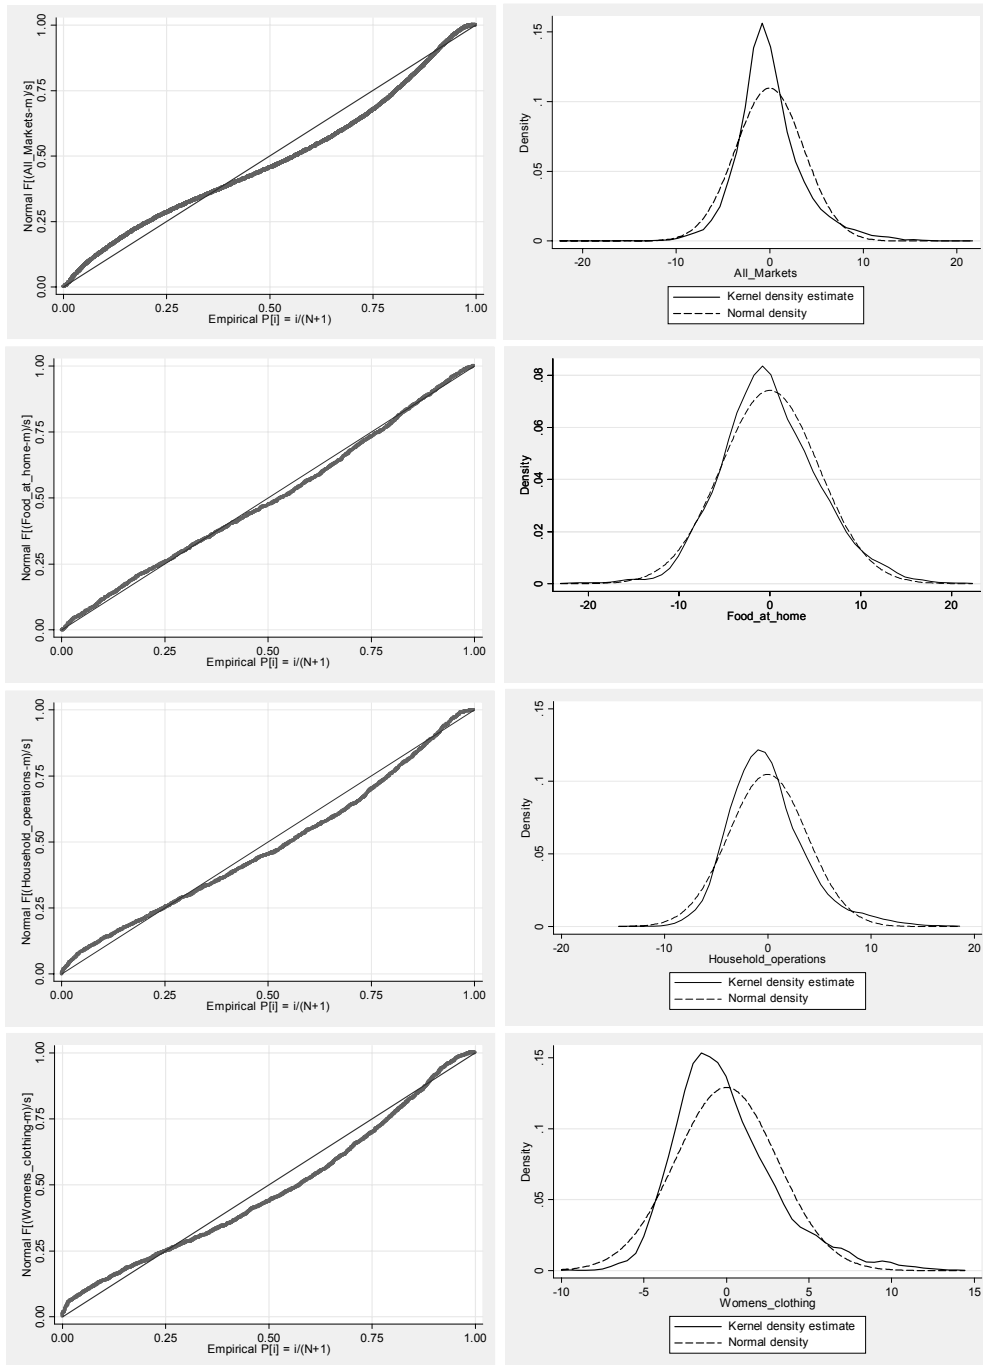 Normal F[(All_Markets-m)/s]
1.00
0.75
0.50
0.25
0.00
0.00 0.25 0.50 0.75 1.00
Empirical P[i] = i/(N+1)
Density
.15
.1
.05
0
-20 -10 0 10 20
All_Markets
Kernel density estimate
Normal density
Normal F[(Food_at_home-m)/s]
1.00
0.75
0.50
0.25
0.00
0.00 0.25 0.50 0.75 1.00
Empirical P[i] = i/(N+1)
Density
.08
.06
.04
.02
0
-20 -10 0 10 20
Food_at_home
Normal F[(Household_operations-m)/s]
1.00
0.75
0.50
0.25
0.00
0.00 0.25 0.50 0.75 1.00
Empirical P[i] = i/(N+1)
Density
.15
.1
.05
0
-20 -10 0 10 20
Household_operations
Kernel density estimate
Normal density
Normal F[(Womens_clothing-m)/s]
1.00
0.75
0.50
0.25
0.00
0.00 0.25 0.50 0.75 1.00
Empirical P[i] = i/(N+1)
Density
.15
.1
.05
0
-10 -5 0 5 10 15
Womens_clothing
Kernel density estimate
Normal density